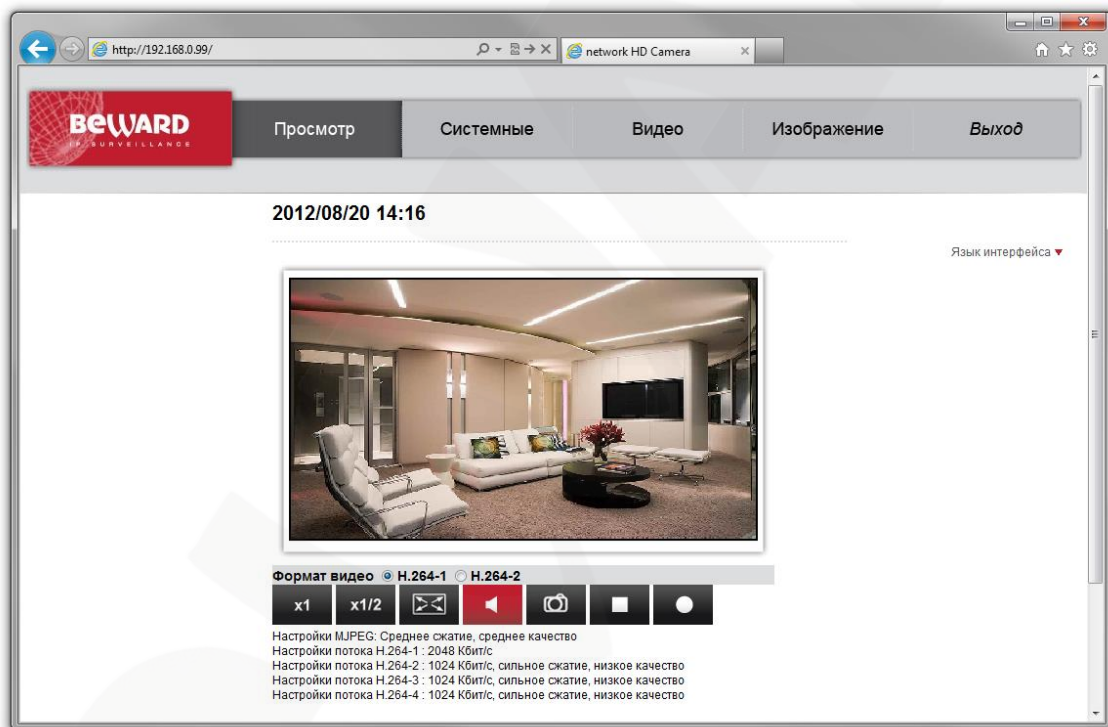 http://192.168.0.99/
network HD Camera
BEWARD
IP SURVEILLANCE
Просмотр
Системные
Видео
Изображение
Выход
2012/08/20 14:16
Язык интерфейса
Формат видео H.264-1 H.264-2
x1 x1/2
Настройки MJPEG: Среднее сжатие, среднее качество
Настройки потока H.264-1 : 2048 Кбит/с
Настройки потока H.264-2 : 1024 Кбит/с, сильное сжатие, низкое качество
Настройки потока H.264-3 : 1024 Кбит/с, сильное сжатие, низкое качество
Настройки потока H.264-4 : 1024 Кбит/с, сильное сжатие, низкое качество